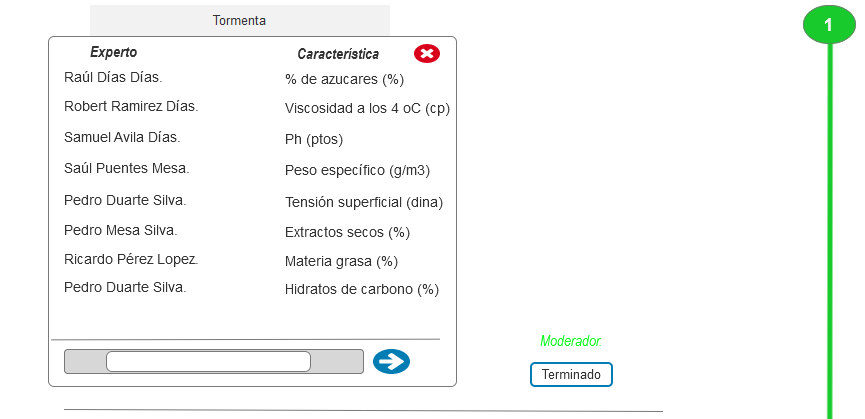 Tormenta
1
Experto Característica
Raúl Días Días. % de azucares (%)
Robert Ramirez Días. Viscosidad a los 4 oC (cp)
Samuel Avila Días. Ph (ptos)
Saúl Puentes Mesa. Peso específico (g/m3)
Pedro Duarte Silva. Tensión superficial (dina)
Pedro Mesa Silva. Extractos secos (%)
Ricardo Pérez Lopez. Materia grasa (%)
Pedro Duarte Silva. Hidratos de carbono (%)
Moderador.
Terminado